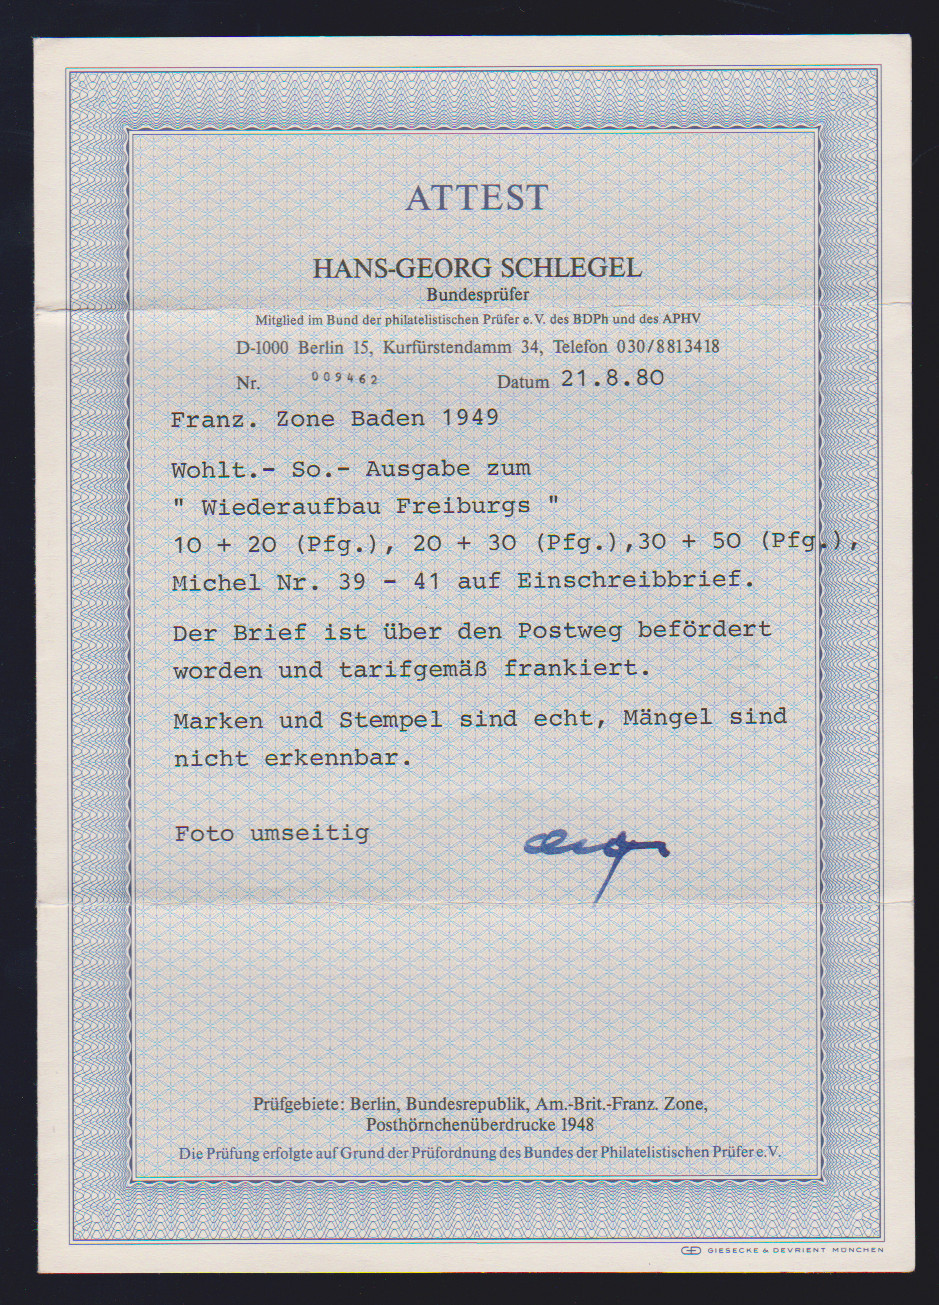 ATTEST
HANS-GEORG SCHLEGEL
Bundesprüfer
Mitglied im Bund der philatelistischen Prüfer e.V. des BDPh und des APHV
D-1000 Berlin 15, Kurfürstendamm 34, Telefon 030/8813418
Nr. 009462 Datum 21.8.80
Franz. Zone Baden 1949
Wohlt.- So.- Ausgabe zum
" Wiederaufbau Freiburgs "
10 + 20 (Pfg.), 20 + 30 (Pfg.),30 + 50 (Pfg.),
Michel Nr. 39 - 41 auf Einschreibbrief.
Der Brief ist über den Postweg befördert
worden und tarifgemäß frankiert.
Marken und Stempel sind echt, Mängel sind
nicht erkennbar.
Foto umseitig
Prüfgebiete: Berlin, Bundesrepublik, Am.-Brit.-Franz. Zone,
Posthörnchenüberdrucke 1948
Die Prüfung erfolgte auf Grund der Prüfordnung des Bundes der Philatelistischen Prüfer e.V.
GIESECKE & DEVRIENT MÜNCHEN